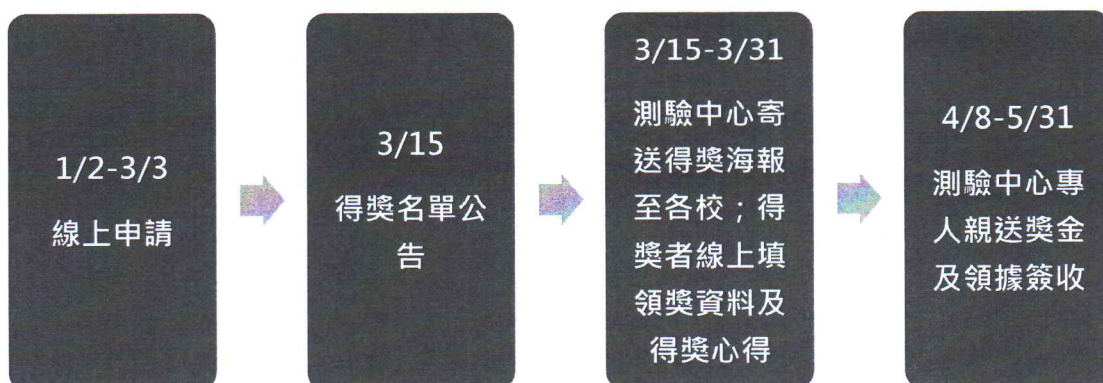 1/2-3/3
線上申請
3/15
得獎名單公
告
3/15-3/31
測驗中心寄
送得獎海報
至各校；得
獎者線上填
領獎資料及
得獎心得
4/8-5/31
測驗中心專
人親送獎金
及領據簽收